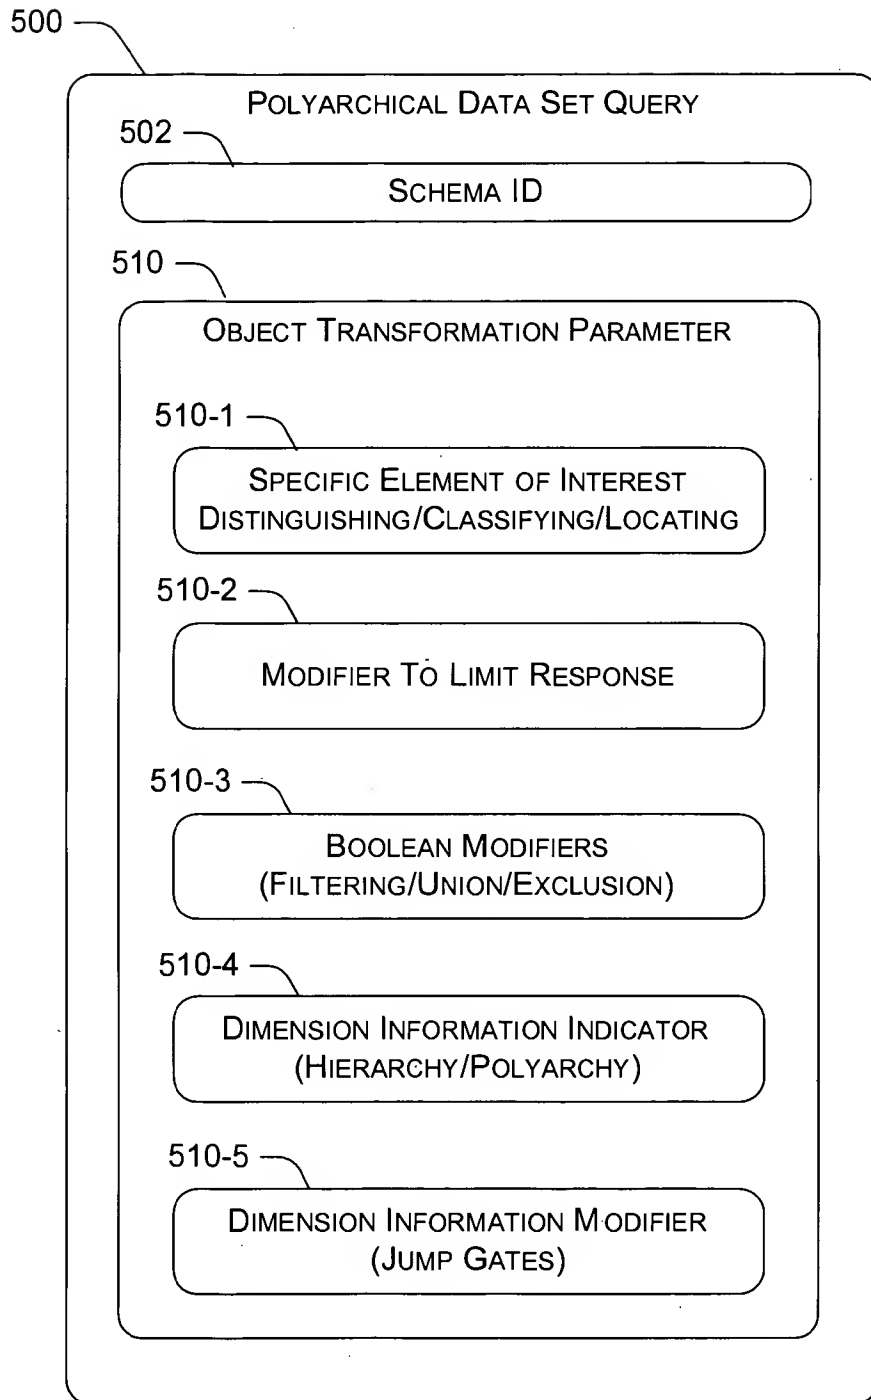 500
POLYARCHICAL DATA SET QUERY
502
SCHEMA ID
510
OBJECT TRANSFORMATION PARAMETER
510-1
SPECIFIC ELEMENT OF INTEREST
DISTINGUISHING/CLASSIFYING/LOCATING
510-2
MODIFIER TO LIMIT RESPONSE
510-3
BOOLEAN MODIFIERS
(FILTERING/UNION/EXCLUSION)
510-4
DIMENSION INFORMATION INDICATOR
(HIERARCHY/POLYARCHY)
510-5
DIMENSION INFORMATION MODIFIER
(JUMP GATES)